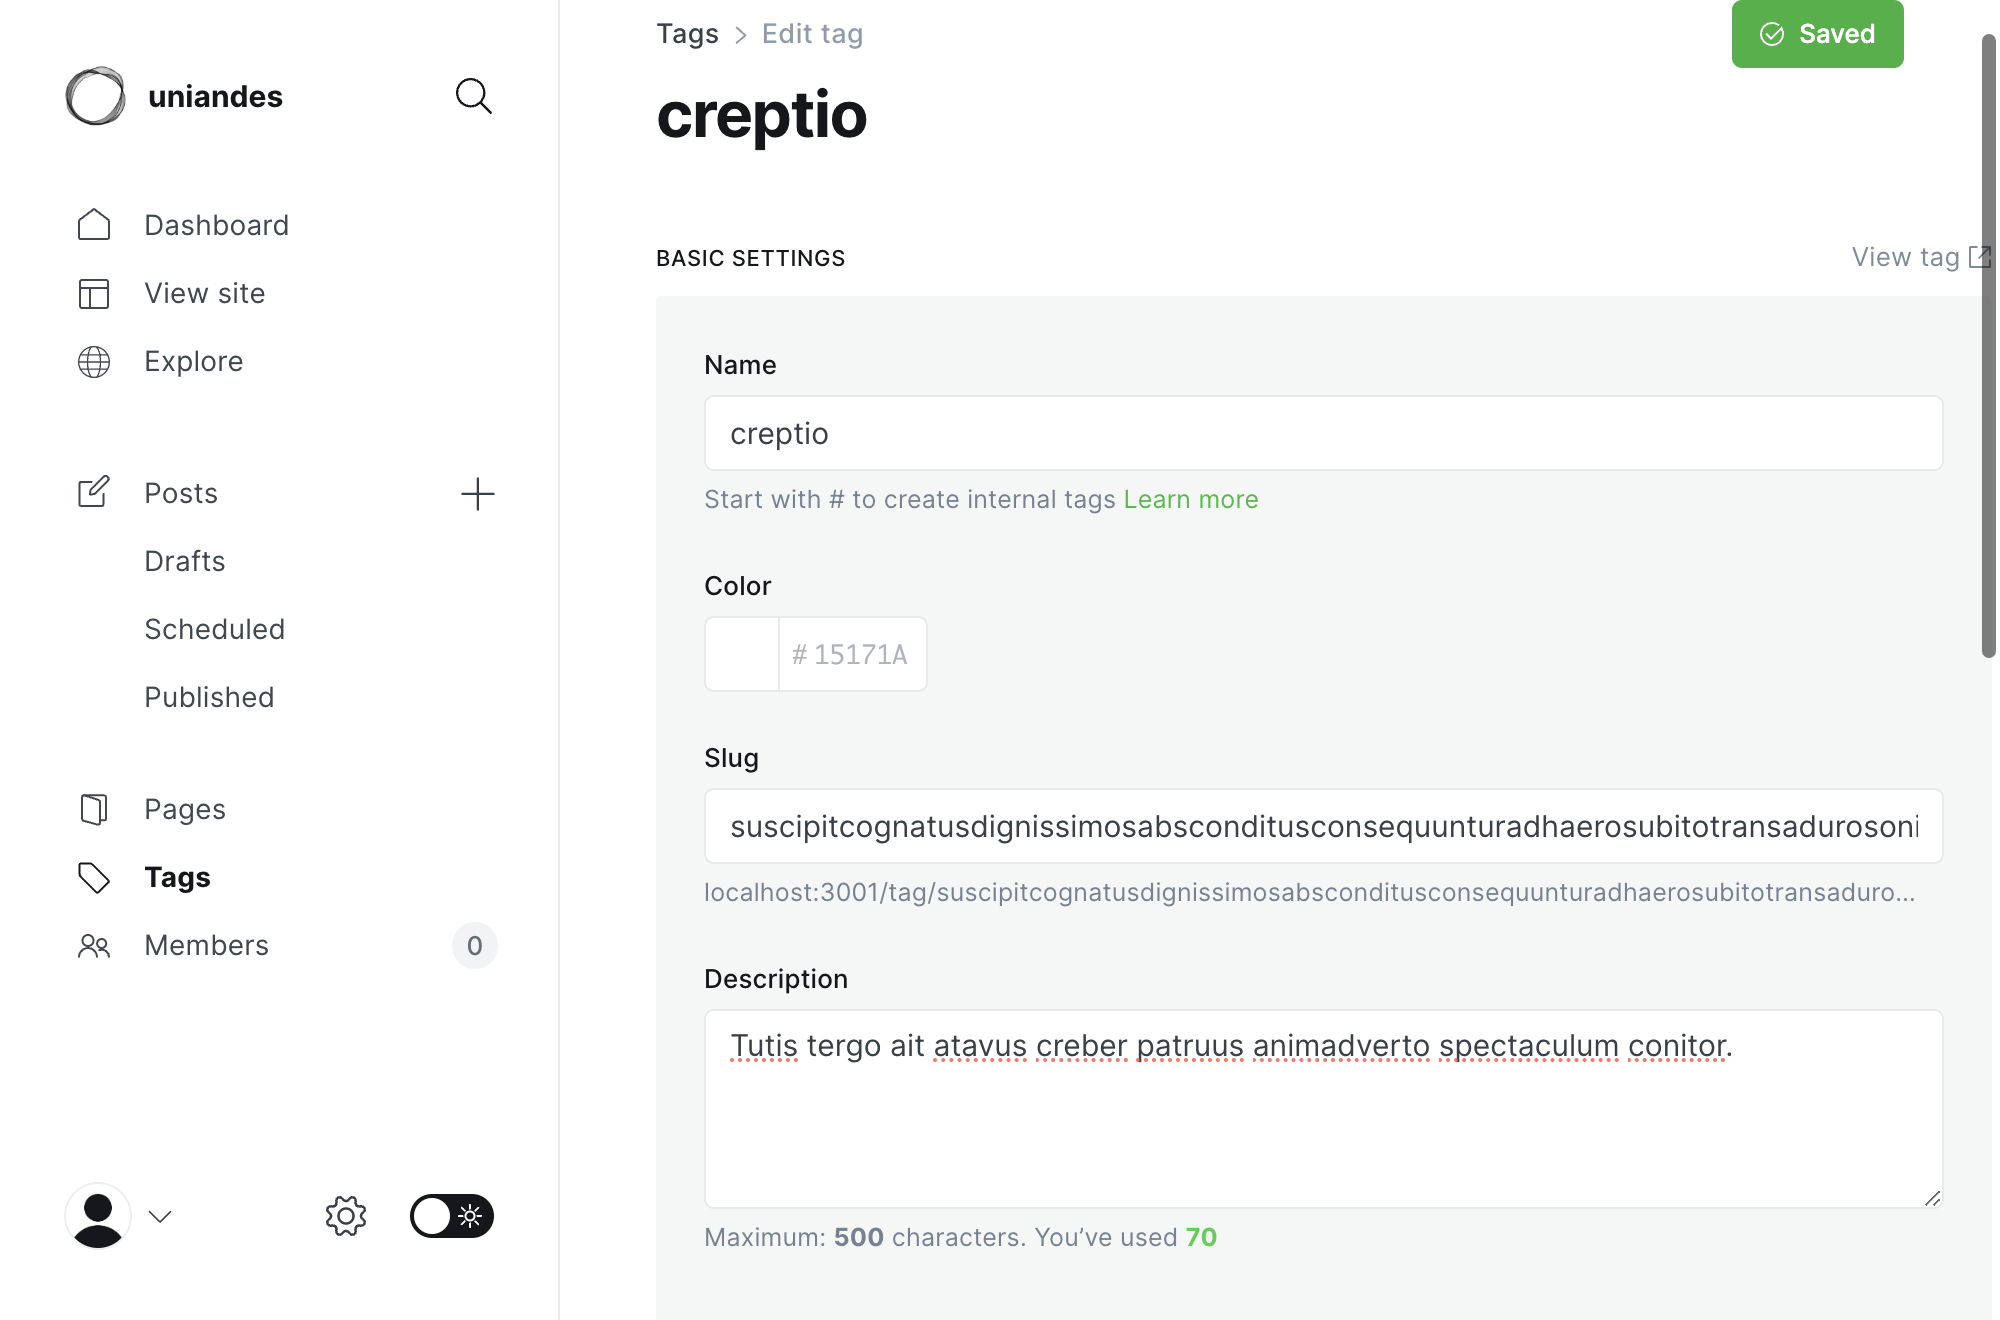 uniandes
Dashboard
View site
Explore
Posts
Drafts
Scheduled
Published
Pages
Tags
Members
0
Tags > Edit tag
Saved
creptio
BASIC SETTINGS
View tag
Name
creptio
Start with # to create internal tags Learn more
Color
# 15171A
Slug
suscipitcognatusdignissimosabsconditusconsequunturadhaerosubitotransadurosoni
localhost:3001/tag/suscipitcognatusdignissimosabsconditusconsequunturadhaerosubitotransaduro...
Description
Tutis tergo ait atavus creber patruus animadverto spectaculum conitor.
Maximum: 500 characters. You’ve used 70